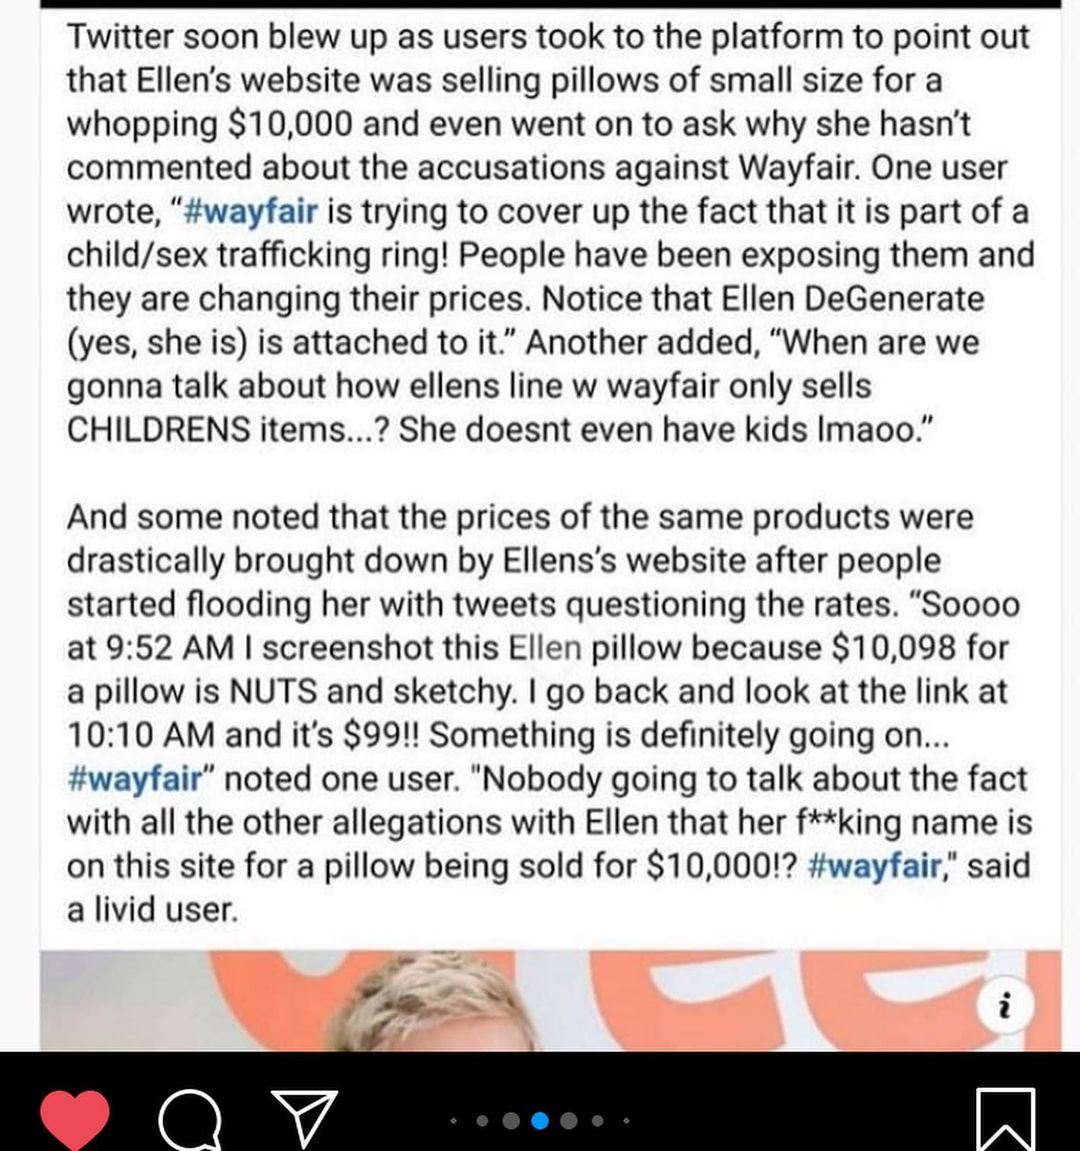 Twitter soon blew up as users took to the platform to point out
that Ellen’s website was selling pillows of small size for a
whopping $10,000 and even went on to ask why she hasn’t
commented about the accusations against Wayfair. One user
wrote, “#wayfair is trying to cover up the fact that it is part of a
child/sex trafficking ring! People have been exposing them and
they are changing their prices. Notice that Ellen DeGenerate
(yes, she is) is attached to it.” Another added, “When are we
gonna talk about how ellens line w wayfair only sells
CHILDRENS items...? She doesnt even have kids lmaoo.”
And some noted that the prices of the same products were
drastically brought down by Ellens’s website after people
started flooding her with tweets questioning the rates. “Soooo
at 9:52 AM I screenshot this Ellen pillow because $10,098 for
a pillow is NUTS and sketchy. I go back and look at the link at
10:10 AM and it’s $99!! Something is definitely going on...
#wayfair” noted one user. "Nobody going to talk about the fact
with all the other allegations with Ellen that her f**king name is
on this site for a pillow being sold for $10,000!? #wayfair," said
a livid user.
i